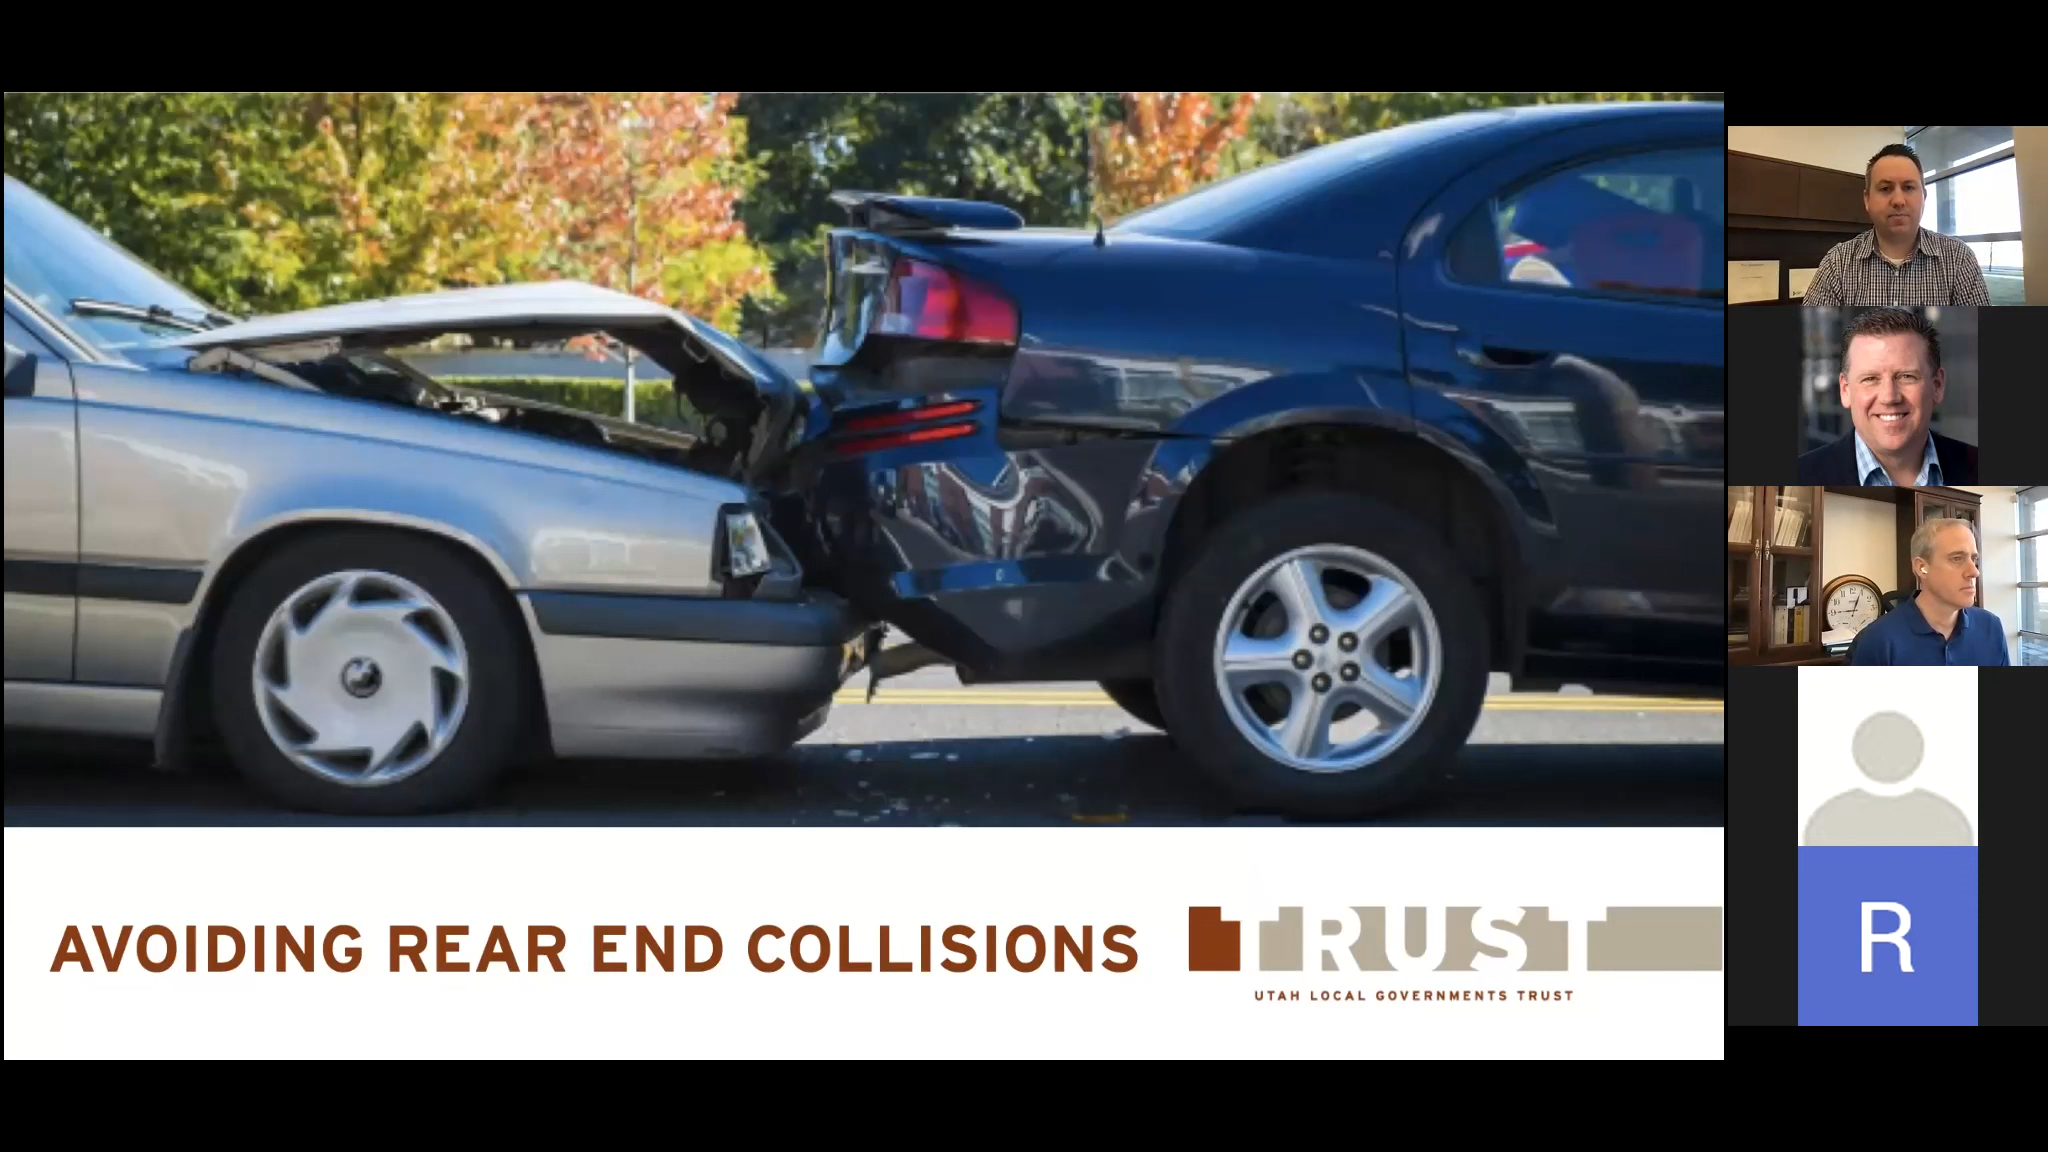 AVOIDING REAR END COLLISIONS
TRUST
UTAH LOCAL GOVERNMENTS TRUST
R